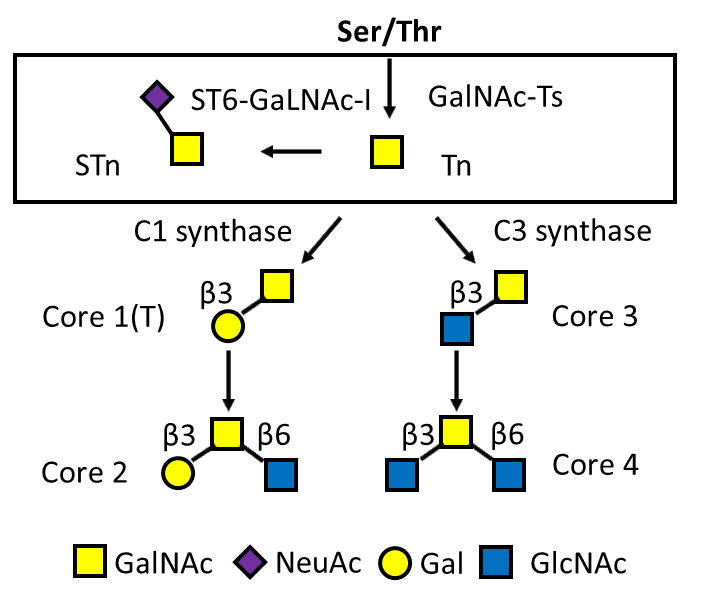 Ser/Thr
ST6-GaLNAc-I
GalNAc-Ts
STn
Tn
C1 synthase
C3 synthase
β3
β3
Core 1(T)
Core 3
β3
β6
β3
β6
Core 2
Core 4
GalNAc
NeuAc
Gal
GlcNAc